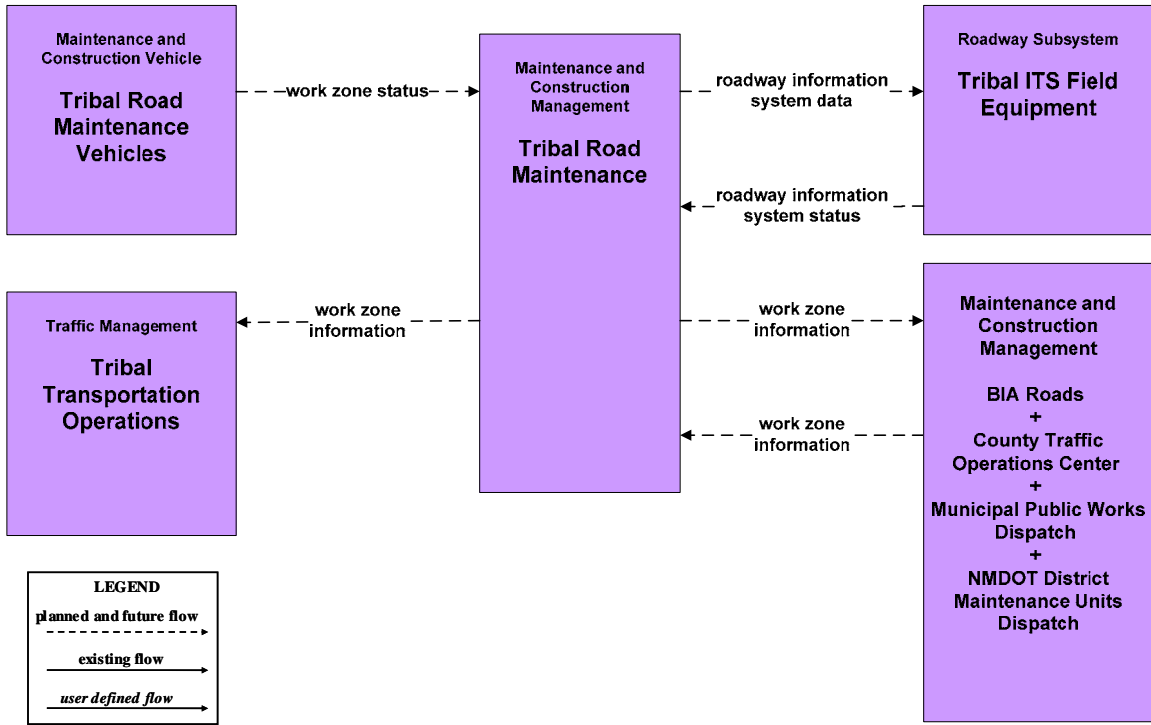 Maintenance and
Construction Vehicle
Tribal Road
Maintenance
Vehicles
work zone status
Maintenance and
Construction
Management
Tribal Road
Maintenance
roadway information
system data
Roadway Subsystem
Tribal ITS Field
Equipment
roadway information
system status
Traffic Management
Tribal
Transportation
Operations
work zone
information
work zone
information
work zone
information
Maintenance and
Construction
Management
BIA Roads
+
County Traffic
Operations Center
+
Municipal Public Works
Dispatch
+
NMDOT District
Maintenance Units
Dispatch
LEGEND
planned and future flow
existing flow
user defined flow